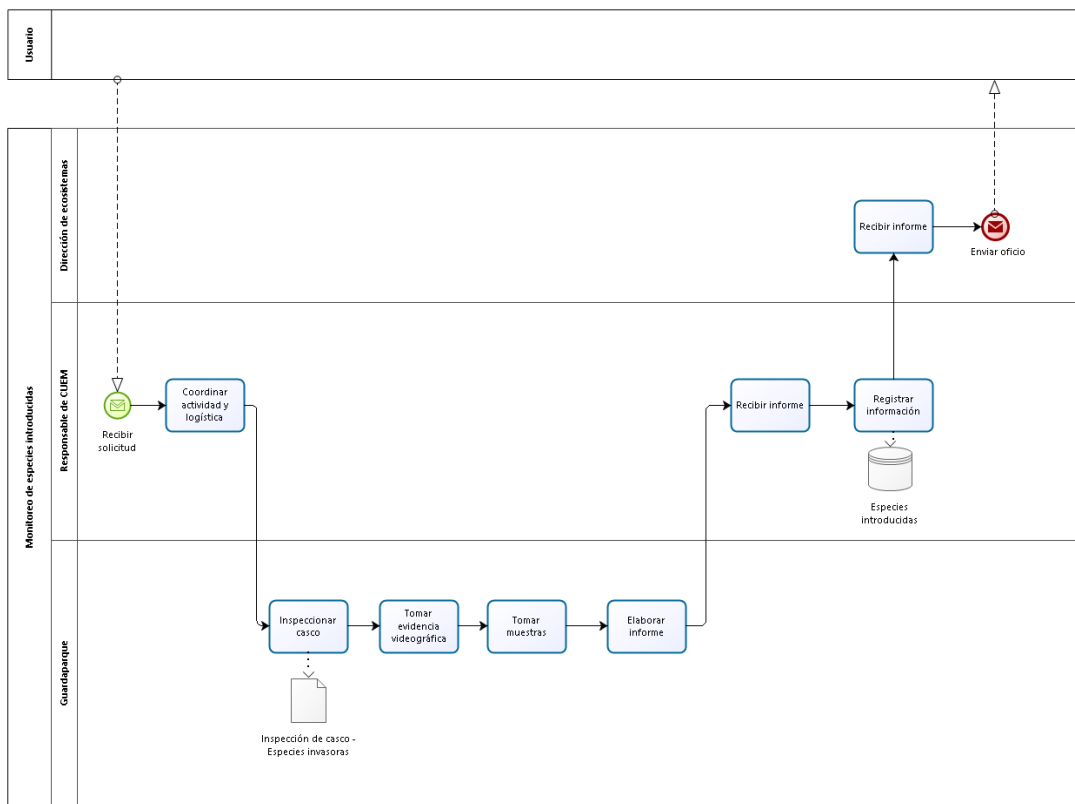 Usuario
Monitoreo de especies introducidas
Dirección de ecosistemas
Recibir informe
Enviar oficio
Responsable de CUEM
Recibir
solicitud
Coordinar
actividad y
logística
Recibir informe
Registrar
información
Especies
introducidas
Guardaparque
Inspeccionar
casco
Tomar
evidencia
videográfica
Tomar
muestras
Elaborar
informe
Inspección de casco -
Especies invasoras